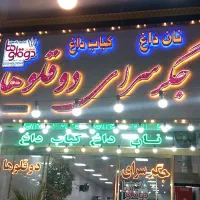 نان داغ کباب داغ
دوقلوها
جگرسرای دوقلوها
نان داغ کباب داغ
جگرسرای دوقلوها